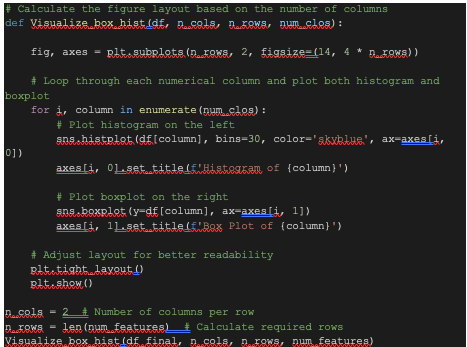 # Calculate the figure layout based on the number of columns
def Visualize_box_hist(df, n_cols, n_rows, num_clos):
fig, axes = plt.subplots(n_rows, 2, figsize=(14, 4 * n_rows))
# Loop through each numerical column and plot both histogram and
boxplot
for i, column in enumerate(num_clos):
# Plot histogram on the left
sns.histplot(df[column], bins=30, color='skyblue', ax=axes[i,
0])
axes[i, 0].set_title(f'Histogram of {column}')
# Plot boxplot on the right
sns.boxplot(y=df[column], ax=axes[i, 1])
axes[i, 1].set_title(f'Box Plot of {column}')
# Adjust layout for better readability
plt.tight_layout()
plt.show()
n_cols = 2 # Number of columns per row
n_rows = len(num_features) # Calculate required rows
Visualize_box_hist(df_final, n_cols, n_rows, num_features)